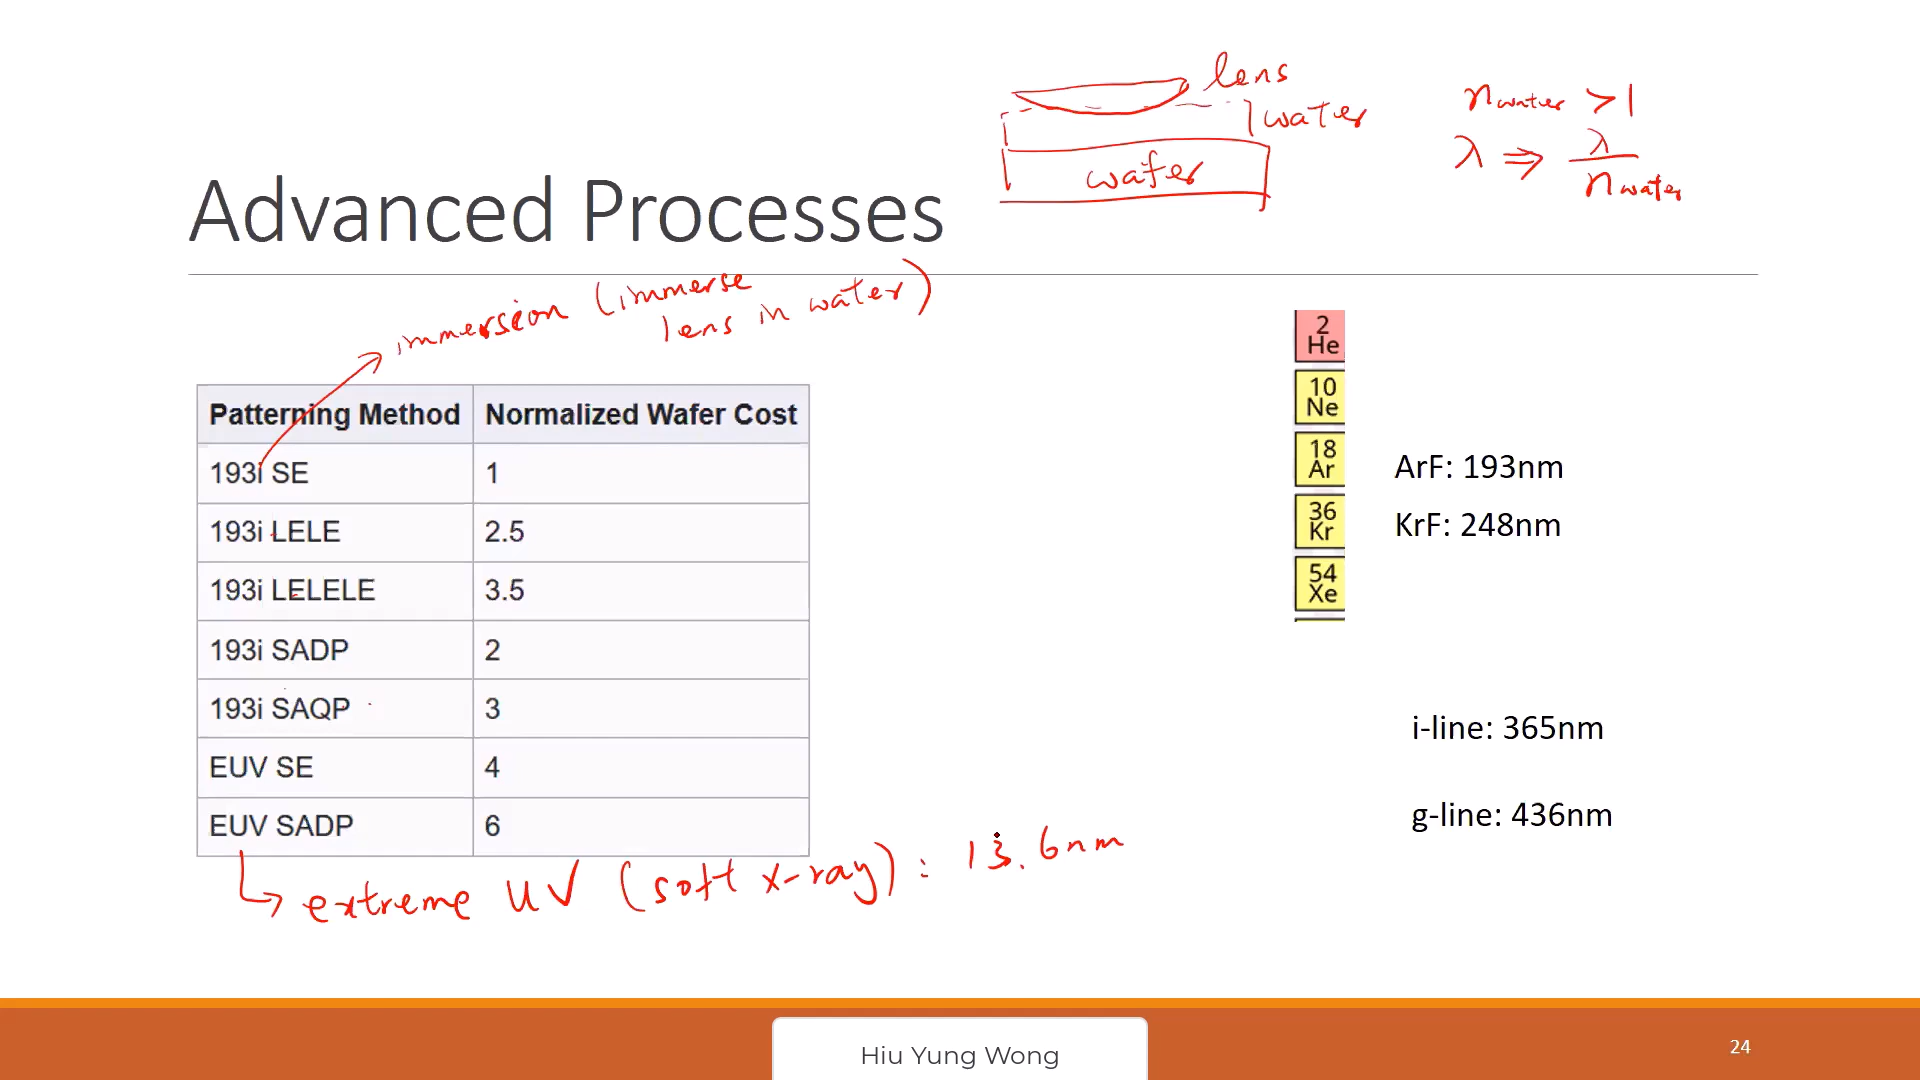 lens
water
wafer
nwater > 1
λ ⇒ λ / nwater
Advanced Processes
immersion (immerse
lens in water)
Patterning Method Normalized Wafer Cost
193i SE 1
193i LELE 2.5
193i LELELE 3.5
193i SADP 2
193i SAQP 3
EUV SE 4
EUV SADP 6
extreme UV (soft x-ray) : 13.6nm
2
He
10
Ne
18
Ar
36
Kr
54
Xe
ArF: 193nm
KrF: 248nm
i-line: 365nm
g-line: 436nm
Hiu Yung Wong
24